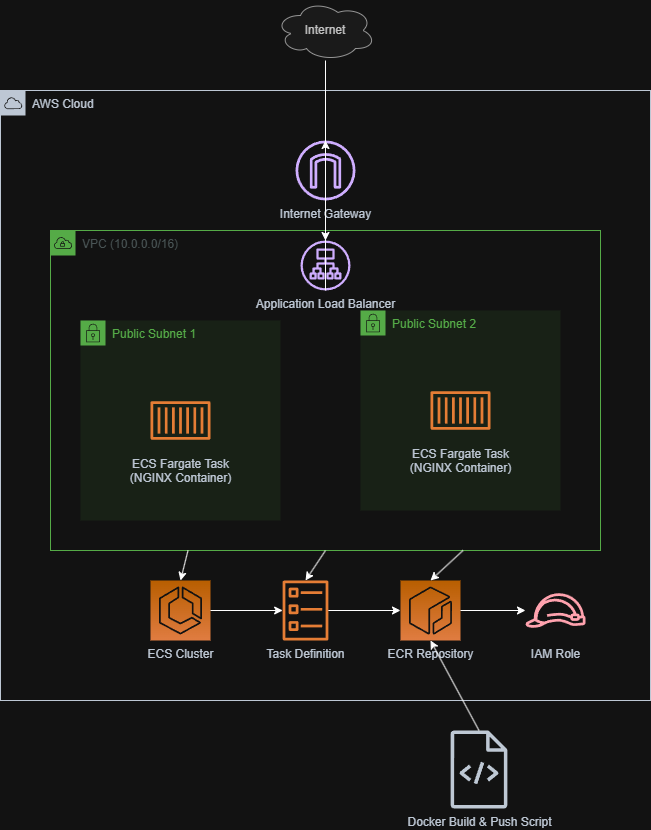 Internet
AWS Cloud
Internet Gateway
VPC (10.0.0.0/16)
Application Load Balancer
Public Subnet 1
Public Subnet 2
ECS Fargate Task
(NGINX Container)
ECS Fargate Task
(NGINX Container)
ECS Cluster
Task Definition
ECR Repository
IAM Role
Docker Build & Push Script